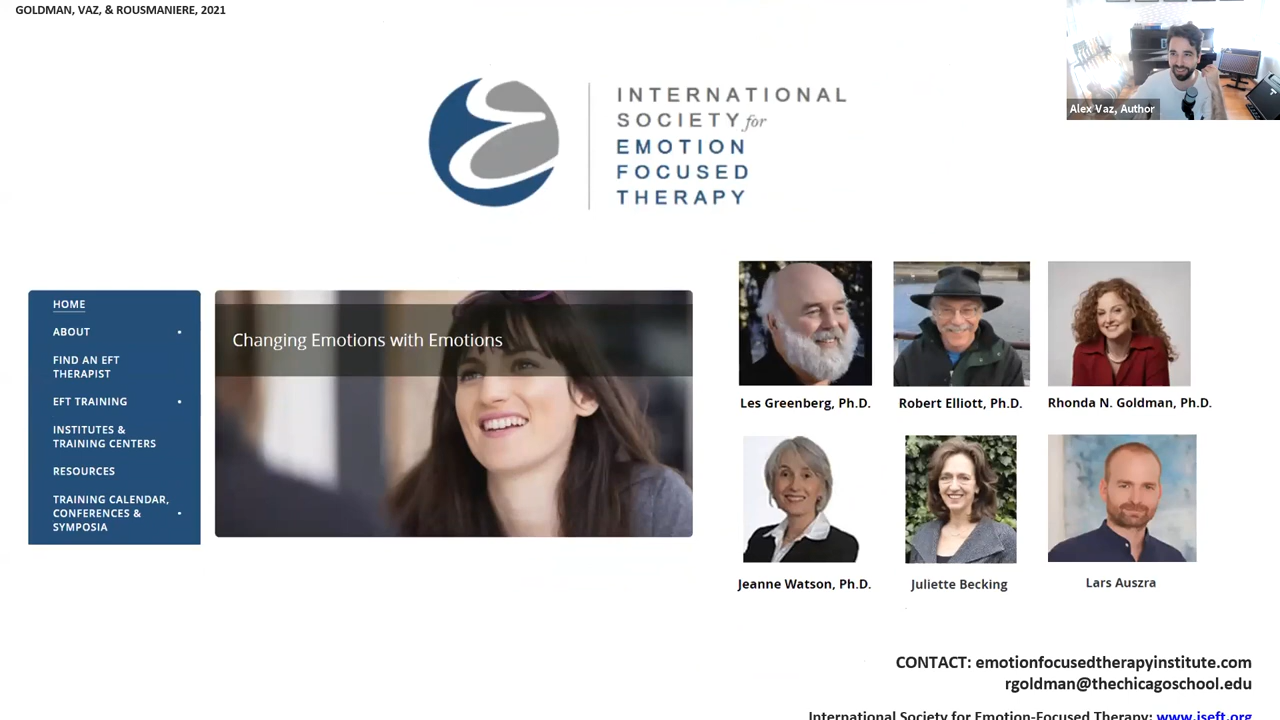 GOLDMAN, VAZ, & ROUSMANIERE, 2021
Alex Vaz, Author
INTERNATIONAL
SOCIETY for
EMOTION
FOCUSED
THERAPY
HOME
ABOUT
FIND AN EFT
THERAPIST
EFT TRAINING
INSTITUTES &
TRAINING CENTERS
RESOURCES
TRAINING CALENDAR,
CONFERENCES &
SYMPOSIA
Changing Emotions with Emotions
Les Greenberg, Ph.D.
Robert Elliott, Ph.D.
Rhonda N. Goldman, Ph.D.
Jeanne Watson, Ph.D.
Juliette Becking
Lars Auszra
CONTACT: emotionfocusedtherapyinstitute.com
rgoldman@thechicagoschool.edu
International Society for Emotion-Focused Therapy: www.iseft.org